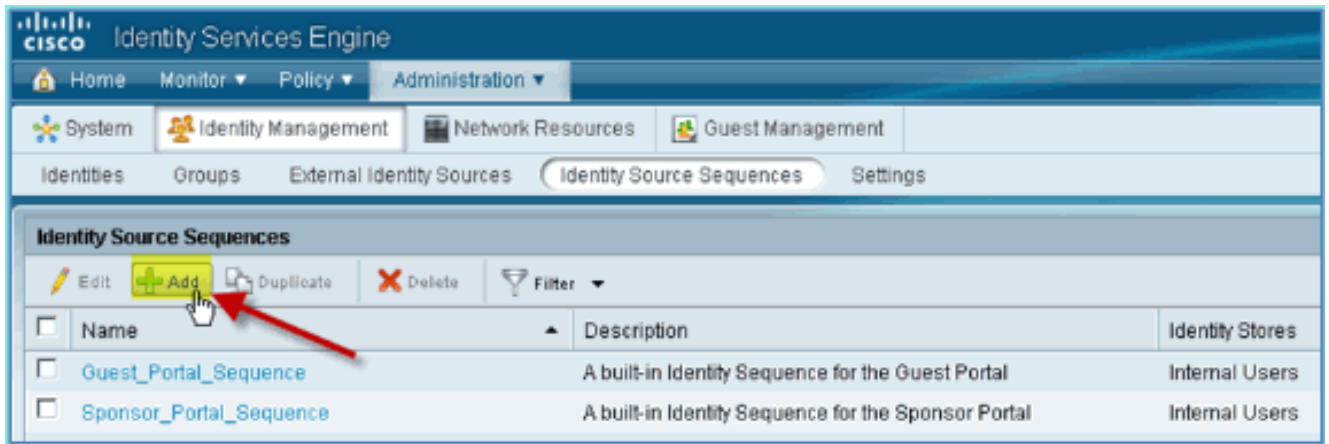 CISCO Identity Services Engine
Home Monitor ▾ Policy ▾ Administration ▾
System Identity Management Network Resources Guest Management
Identities Groups External Identity Sources Identity Source Sequences Settings
Identity Source Sequences
Edit Add Duplicate Delete Filter ▾
Name ▲ Description Identity Stores
Guest_Portal_Sequence A built-in Identity Sequence for the Guest Portal Internal Users
Sponsor_Portal_Sequence A built-in Identity Sequence for the Sponsor Portal Internal Users